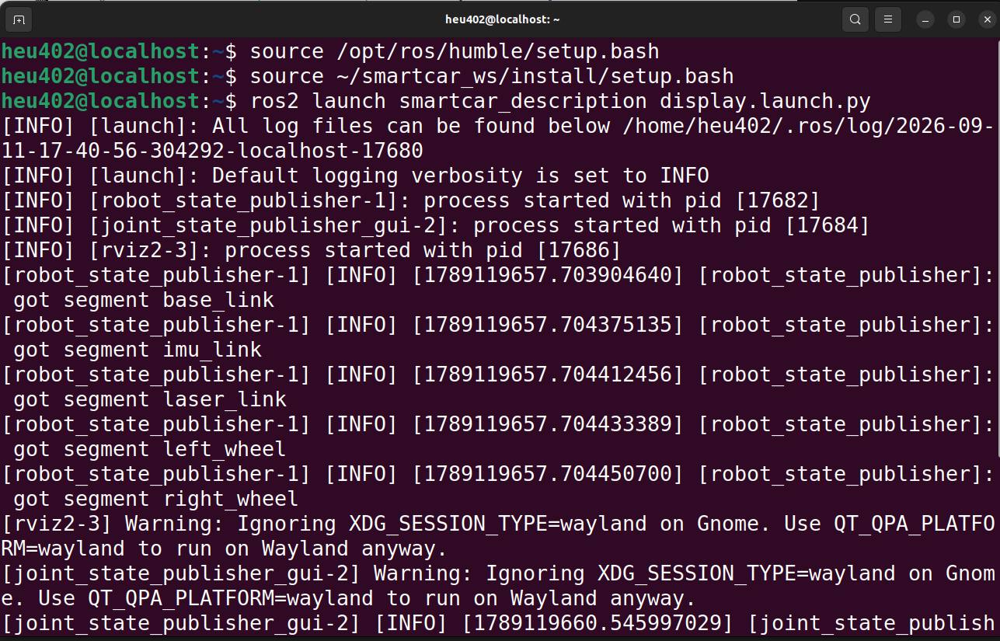 heu402@localhost: ~
heu402@localhost:~$ source /opt/ros/humble/setup.bash
heu402@localhost:~$ source ~/smartcar_ws/install/setup.bash
heu402@localhost:~$ ros2 launch smartcar_description display.launch.py
[INFO] [launch]: All log files can be found below /home/heu402/.ros/log/2026-09-
11-17-40-56-304292-localhost-17680
[INFO] [launch]: Default logging verbosity is set to INFO
[INFO] [robot_state_publisher-1]: process started with pid [17682]
[INFO] [joint_state_publisher_gui-2]: process started with pid [17684]
[INFO] [rviz2-3]: process started with pid [17686]
[robot_state_publisher-1] [INFO] [1789119657.703904640] [robot_state_publisher]:
 got segment base_link
[robot_state_publisher-1] [INFO] [1789119657.704375135] [robot_state_publisher]:
 got segment imu_link
[robot_state_publisher-1] [INFO] [1789119657.704412456] [robot_state_publisher]:
 got segment laser_link
[robot_state_publisher-1] [INFO] [1789119657.704433389] [robot_state_publisher]:
 got segment left_wheel
[robot_state_publisher-1] [INFO] [1789119657.704450700] [robot_state_publisher]:
 got segment right_wheel
[rviz2-3] Warning: Ignoring XDG_SESSION_TYPE=wayland on Gnome. Use QT_QPA_PLATFO
RM=wayland to run on Wayland anyway.
[joint_state_publisher_gui-2] Warning: Ignoring XDG_SESSION_TYPE=wayland on Gnom
e. Use QT_QPA_PLATFORM=wayland to run on Wayland anyway.
[joint_state_publisher_gui-2] [INFO] [1789119660.545997029] [joint_state_publish